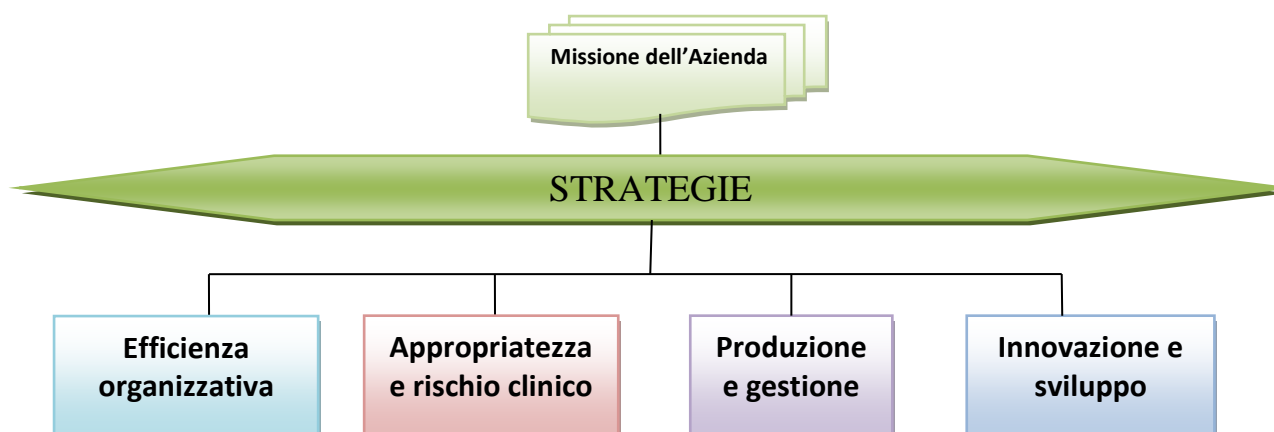 Missione dell’Azienda
STRATEGIE
Efficienza
organizzativa
Appropriatezza
e rischio clinico
Produzione
e gestione
Innovazione e
sviluppo